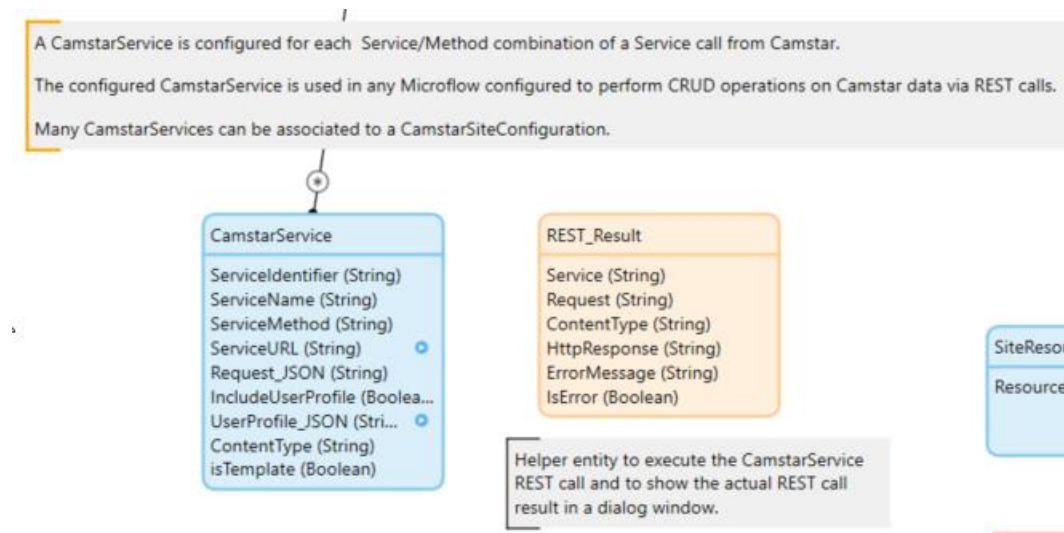 A CamstarService is configured for each Service/Method combination of a Service call from Camstar.
The configured CamstarService is used in any Microflow configured to perform CRUD operations on Camstar data via REST calls.
Many CamstarServices can be associated to a CamstarSiteConfiguration.
CamstarService
ServiceIdentifier (String)
ServiceName (String)
ServiceMethod (String)
ServiceURL (String)
Request_JSON (String)
IncludeUserProfile (Boolea...
UserProfile_JSON (Stri...
ContentType (String)
isTemplate (Boolean)
REST_Result
Service (String)
Request (String)
ContentType (String)
HttpResponse (String)
ErrorMessage (String)
IsError (Boolean)
Helper entity to execute the CamstarService
REST call and to show the actual REST call
result in a dialog window.
SiteResou
Resource